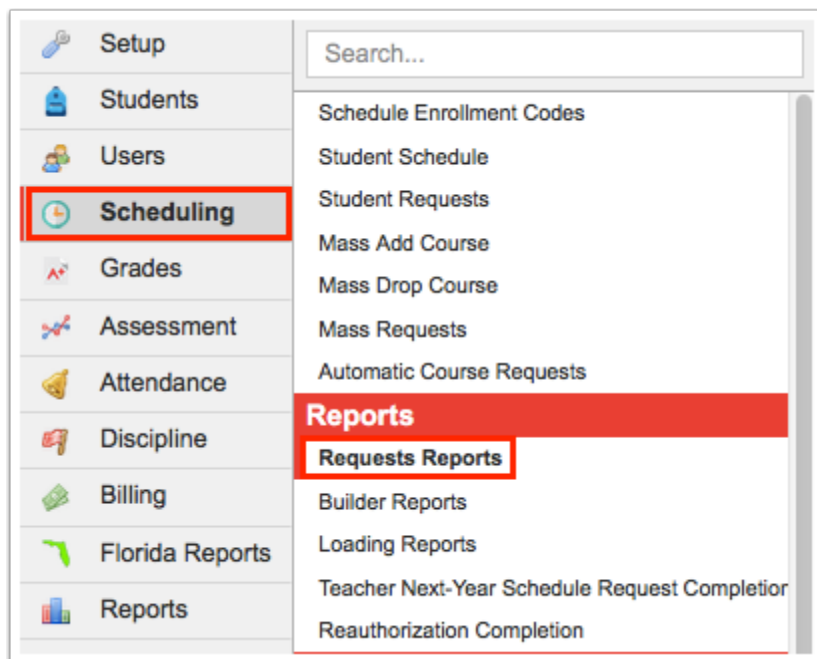 Setup
Students
Users
Scheduling
Grades
Assessment
Attendance
Discipline
Billing
Florida Reports
Reports
Search...
Schedule Enrollment Codes
Student Schedule
Student Requests
Mass Add Course
Mass Drop Course
Mass Requests
Automatic Course Requests
Reports
Requests Reports
Builder Reports
Loading Reports
Teacher Next-Year Schedule Request Completion
Reauthorization Completion